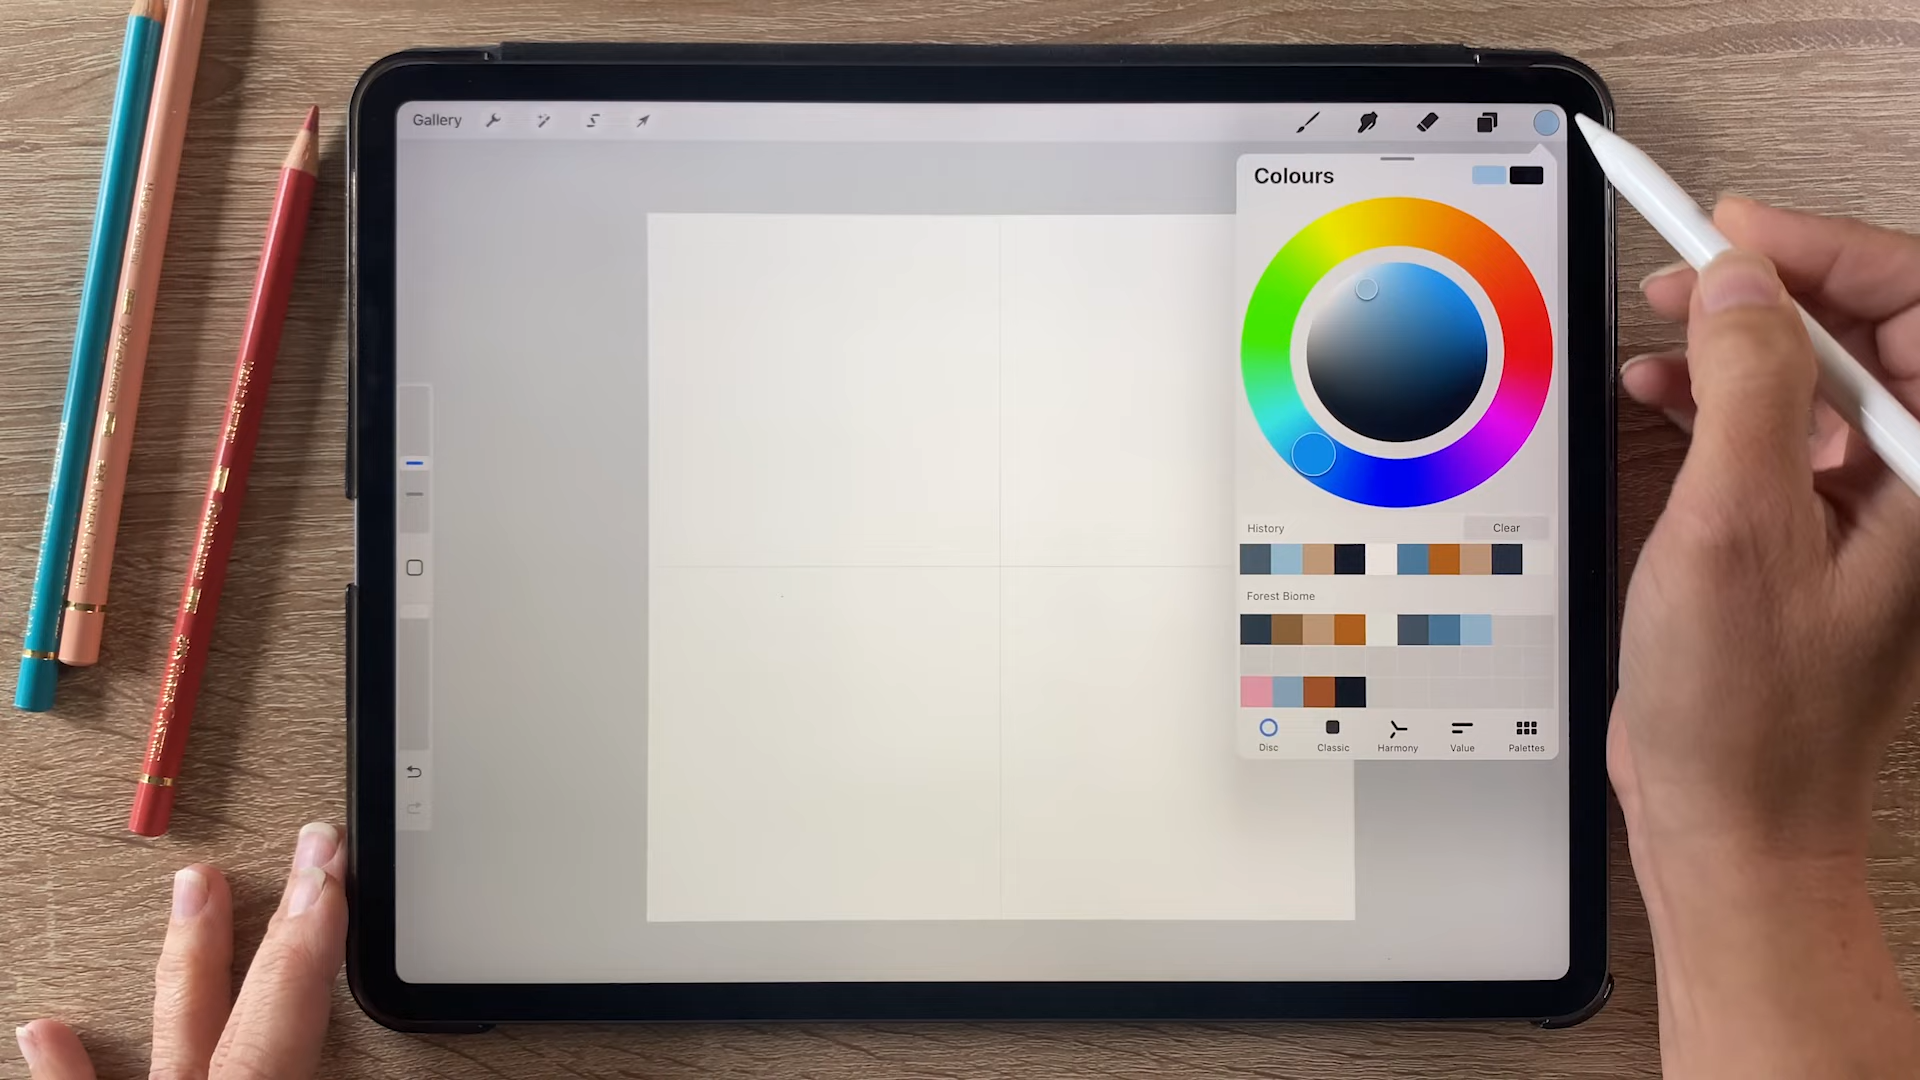 Gallery
Colours
History
Clear
Forest Biome
Disc
Classic
Harmony
Value
Palettes